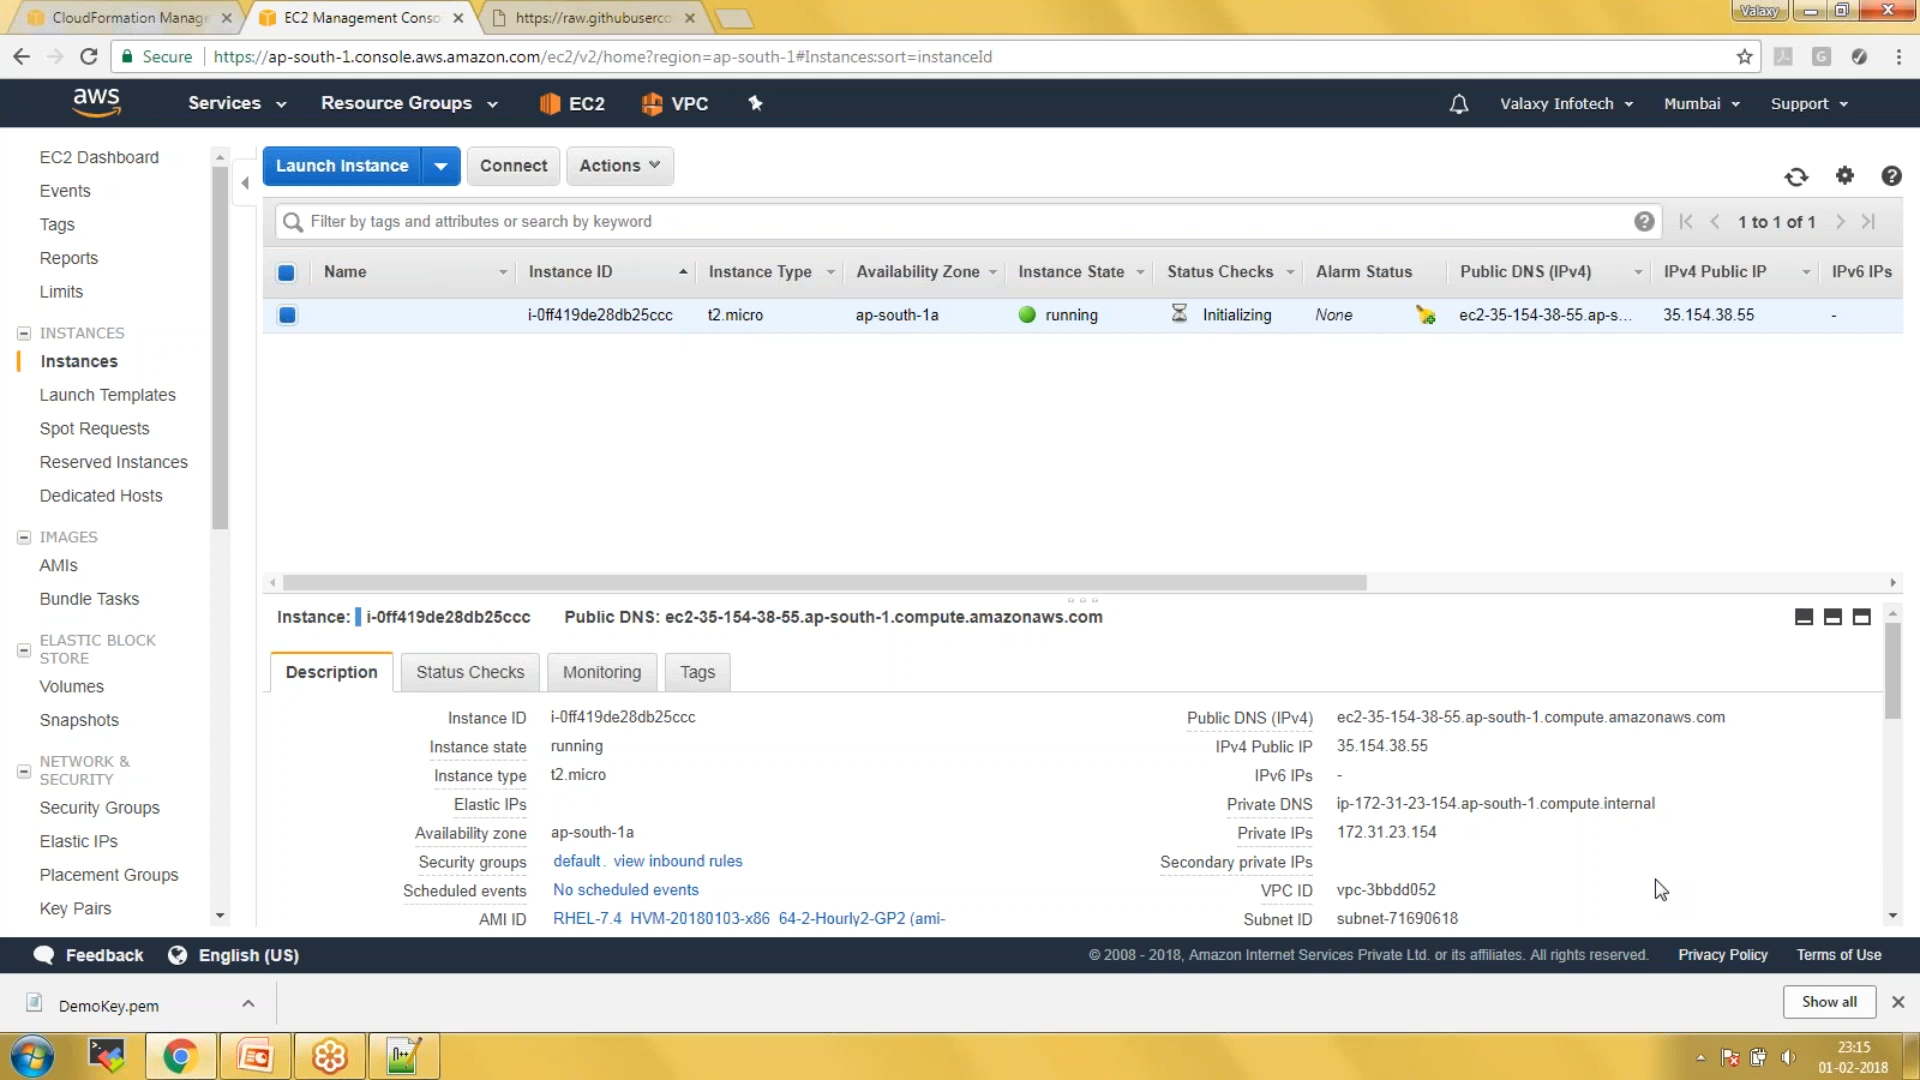 CloudFormation Manage
EC2 Management Conso
https://raw.githubuserco
Valaxy
Secure https://ap-south-1.console.aws.amazon.com/ec2/v2/home?region=ap-south-1#Instances:sort=instanceId
aws Services Resource Groups EC2 VPC Valaxy Infotech Mumbai Support
EC2 Dashboard
Events
Tags
Reports
Limits
INSTANCES
Instances
Launch Templates
Spot Requests
Reserved Instances
Dedicated Hosts
IMAGES
AMIs
Bundle Tasks
ELASTIC BLOCK
STORE
Volumes
Snapshots
NETWORK &
SECURITY
Security Groups
Elastic IPs
Placement Groups
Key Pairs
Launch Instance Connect Actions
Filter by tags and attributes or search by keyword 1 to 1 of 1
Name Instance ID Instance Type Availability Zone Instance State Status Checks Alarm Status Public DNS (IPv4) IPv4 Public IP IPv6 IPs
i-0ff419de28db25ccc t2.micro ap-south-1a running Initializing None ec2-35-154-38-55.ap-s... 35.154.38.55 -
Instance: i-0ff419de28db25ccc Public DNS: ec2-35-154-38-55.ap-south-1.compute.amazonaws.com
Description Status Checks Monitoring Tags
Instance ID i-0ff419de28db25ccc
Instance state running
Instance type t2.micro
Elastic IPs
Availability zone ap-south-1a
Security groups default. view inbound rules
Scheduled events No scheduled events
AMI ID RHEL-7.4_HVM-20180103-x86_64-2-Hourly2-GP2 (ami-
Public DNS (IPv4) ec2-35-154-38-55.ap-south-1.compute.amazonaws.com
IPv4 Public IP 35.154.38.55
IPv6 IPs -
Private DNS ip-172-31-23-154.ap-south-1.compute.internal
Private IPs 172.31.23.154
Secondary private IPs
VPC ID vpc-3bbdd052
Subnet ID subnet-71690618
Feedback English (US) © 2008 - 2018, Amazon Internet Services Private Ltd. or its affiliates. All rights reserved. Privacy Policy Terms of Use
DemoKey.pem Show all
23:15
01-02-2018